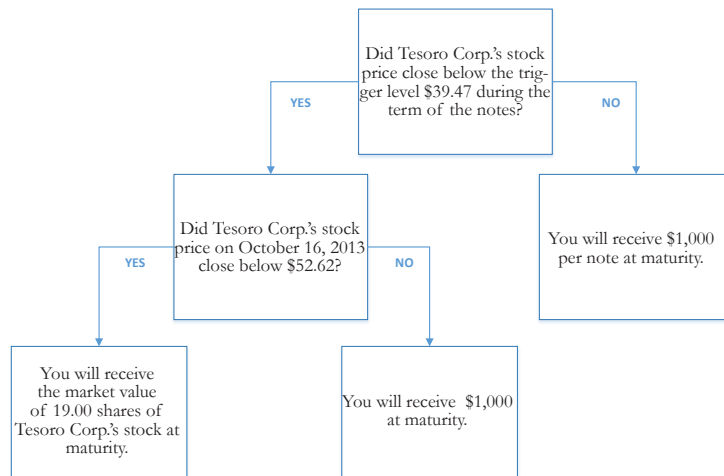 Did Tesoro Corp.'s stock
price close below the trig-
ger level $39.47 during the
term of the notes?
YES
NO
Did Tesoro Corp.'s stock
price on October 16, 2013
close below $52.62?
You will receive $1,000
per note at maturity.
YES
NO
You will receive
the market value
of 19.00 shares of
Tesoro Corp.'s stock at
maturity.
You will receive $1,000
at maturity.